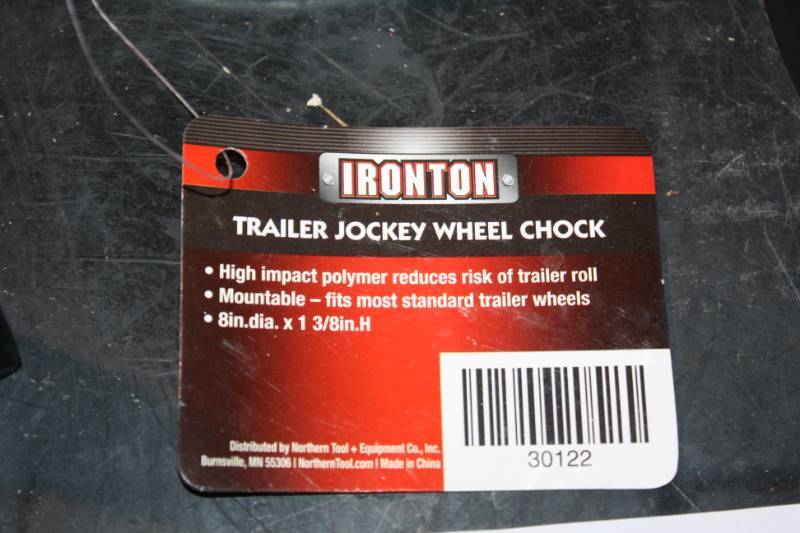 IRONTON
TRAILER JOCKEY WHEEL CHOCK
• High impact polymer reduces risk of trailer roll
• Mountable – fits most standard trailer wheels
• 8in.dia. x 1 3/8in.H
Distributed by Northern Tool + Equipment Co., Inc.
Burnsville, MN 55306 | NorthernTool.com | Made in China
30122